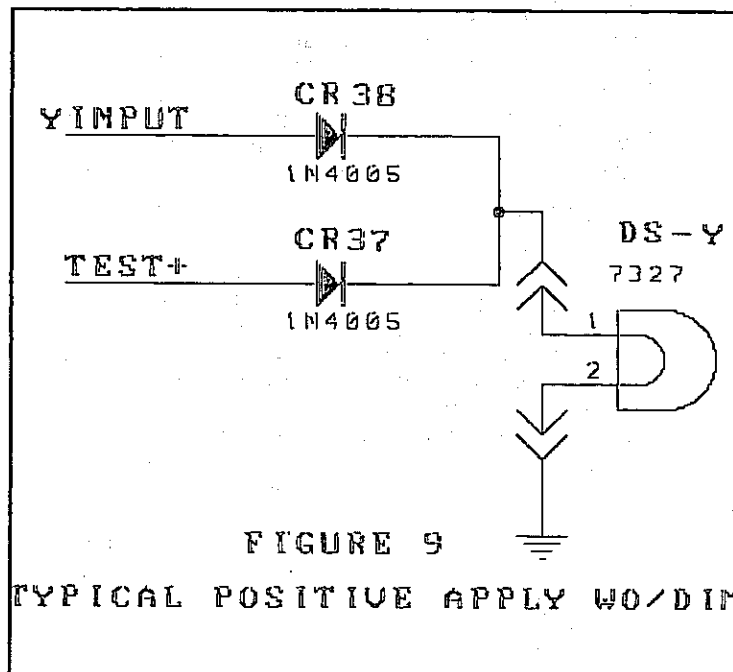 CR38
YINPUT
1N4005
CR37
TEST+
1N4005
DS-Y
7327
1
2
FIGURE 9
TYPICAL POSITIVE APPLY WO/DIM